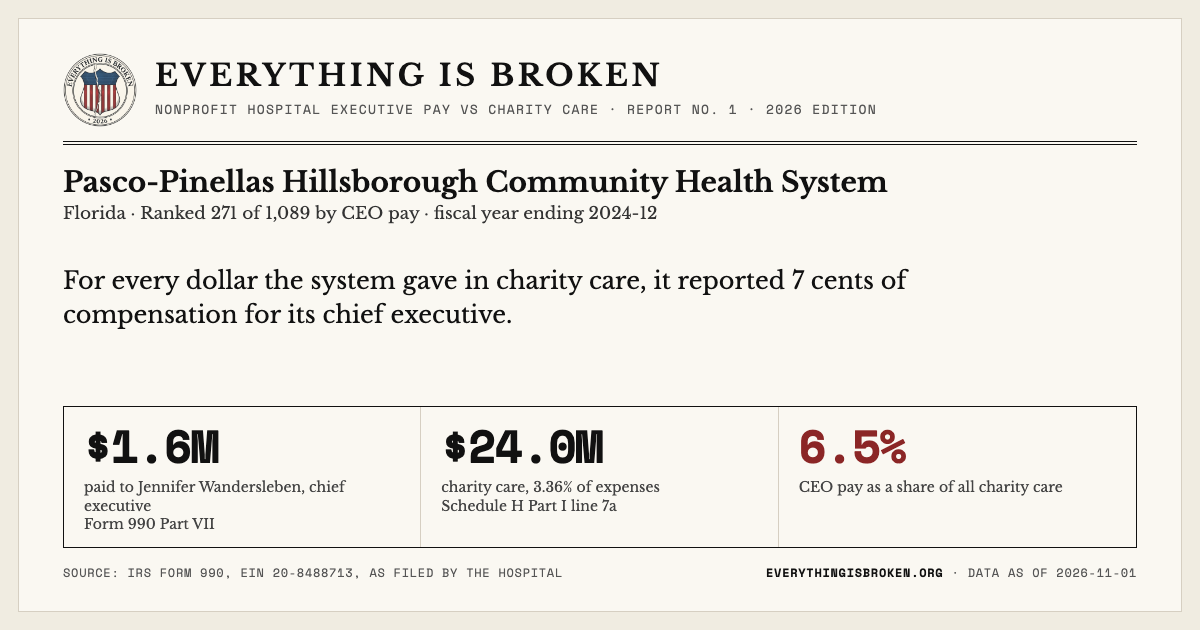 EVERYTHING IS BROKEN
2026
EVERYTHING IS BROKEN
NONPROFIT HOSPITAL EXECUTIVE PAY VS CHARITY CARE · REPORT NO. 1 · 2026 EDITION
Pasco-Pinellas Hillsborough Community Health System
Florida · Ranked 271 of 1,089 by CEO pay · fiscal year ending 2024-12
For every dollar the system gave in charity care, it reported 7 cents of
compensation for its chief executive.
$1.6M
paid to Jennifer Wandersleben, chief
executive
Form 990 Part VII
$24.0M
charity care, 3.36% of expenses
Schedule H Part I line 7a
6.5%
CEO pay as a share of all charity care
SOURCE: IRS FORM 990, EIN 20-8488713, AS FILED BY THE HOSPITAL
EVERYTHINGISBROKEN.ORG · DATA AS OF 2026-11-01